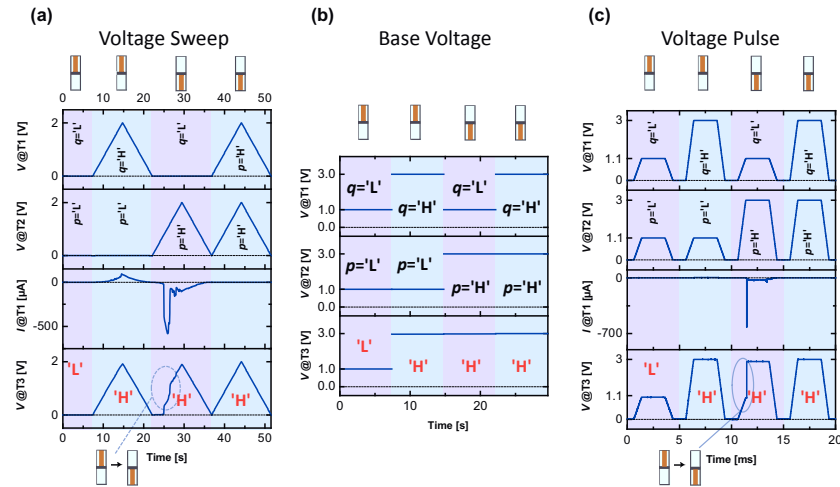 (a)
Voltage Sweep
0 10 20 30 40 50
V @T1 [V]
2
0
q='L'
q='H'
q='L'
p='H'
V @T2 [V]
2
0
p='L'
p='L'
p='H'
p='H'
I @T1 [µA]
0
-500
V @T3 [V]
2
0
'L'
'H'
'H'
'H'
0 10 20 30 40 50
Time [s]
(b)
Base Voltage
V @T1 [V]
3.0
1.0
0.0
q='L'
q='H'
q='L'
q='H'
V @T2 [V]
3.0
1.0
0.0
p='L'
p='L'
p='H'
p='H'
V @T3 [V]
3.0
1.0
0.0
'L'
'H'
'H'
'H'
0 10 20
Time [s]
(c)
Voltage Pulse
V @T1 [V]
3
1.1
0
q='L'
q='H'
q='L'
q='H'
V @T2 [V]
3
1.1
0
p='L'
p='L'
p='H'
p='H'
I @T1 [µA]
0
-700
V @T3 [V]
3
1.1
0
'L'
'H'
'H'
'H'
0 5 10 15 20
Time [ms]